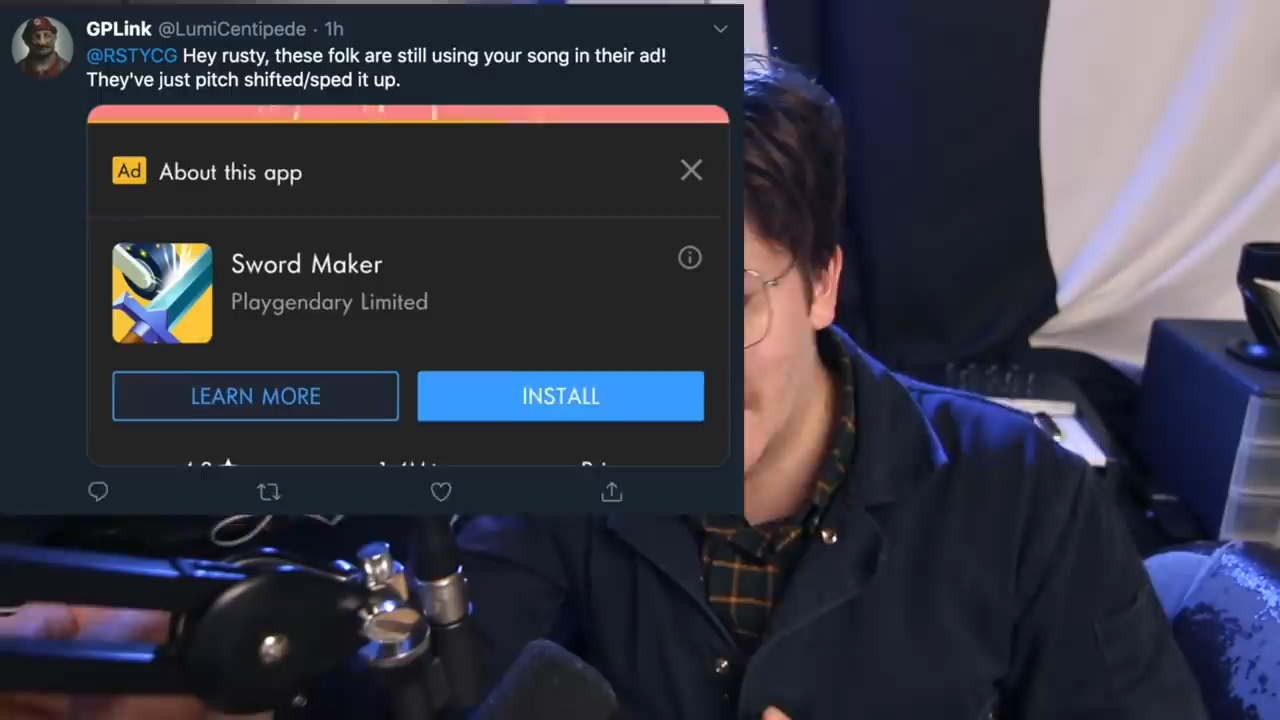 GPLink @LumiCentipede · 1h
@RSTYCG Hey rusty, these folk are still using your song in their ad!
They've just pitch shifted/sped it up.
Ad About this app
Sword Maker
Playgendary Limited
LEARN MORE
INSTALL